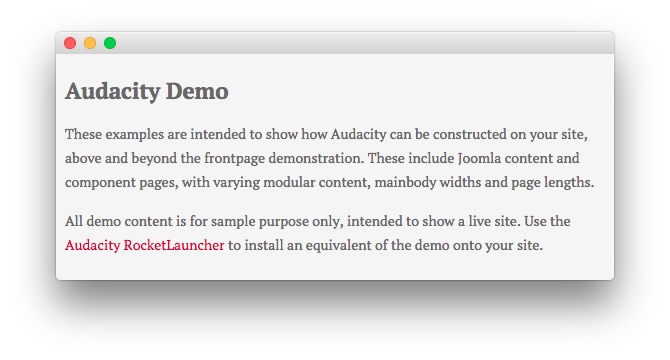 Audacity Demo
These examples are intended to show how Audacity can be constructed on your site,
above and beyond the frontpage demonstration. These include Joomla content and
component pages, with varying modular content, mainbody widths and page lengths.
All demo content is for sample purpose only, intended to show a live site. Use the
Audacity RocketLauncher to install an equivalent of the demo onto your site.